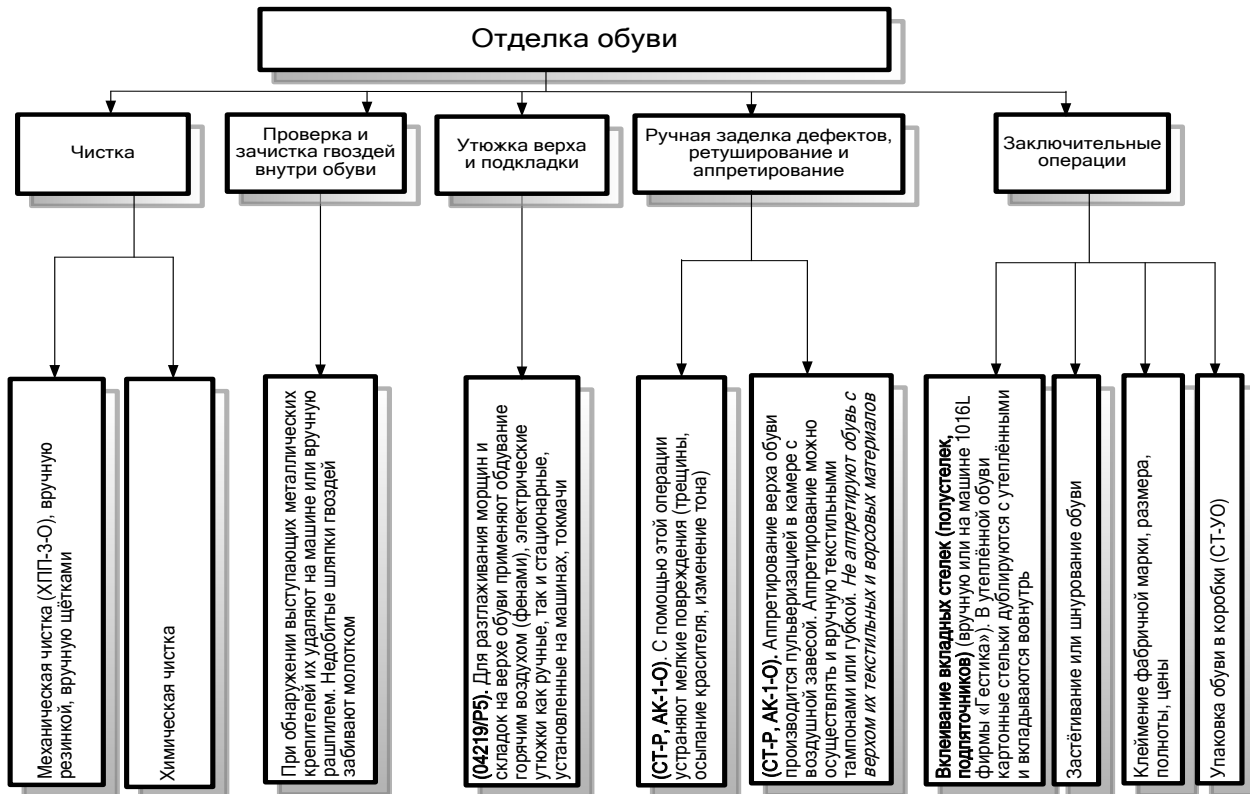 Отделка обуви
Чистка
Проверка и
зачистка гвоздей
внутри обуви
Утюжка верха
и подкладки
Ручная заделка дефектов,
ретуширование и
аппретирование
Заключительные
операции
Механическая чистка (ХПП-3-О), вручную
резинкой, вручную щётками
Химическая чистка
При обнаружении выступающих металлических
крепителей их удаляют на машине или вручную
рашпилем. Недобитые шляпки гвоздей
забивают молотком
(04219/Р5). Для разглаживания морщин и
складок на верхе обуви применяют обдувание
горячим воздухом (фенами), электрические
утюжки как ручные, так и стационарные,
установленные на машинах, токмачи
(СТ-Р, АК-1-О). С помощью этой операции
устраняют мелкие повреждения (трещины,
осыпание красителя, изменение тона)
(СТ-Р, АК-1-О). Аппретирование верха обуви
производится пульверизацией в камере с
воздушной завесой. Аппретирование можно
осуществлять и вручную текстильными
тампонами или губкой. Не аппретируют обувь с
верхом их текстильных и ворсовых материалов
Вклеивание вкладных стелек (полустелек,
подпяточников) (вручную или на машине 1016L
фирмы «Гестика»). В утеплённой обуви
картонные стельки дублируются с утеплёнными
и вкладываются вовнутрь
Застёгивание или шнурование обуви
Клеймение фабричной марки, размера,
полноты, цены
Упаковка обуви в коробки (СТ-УО)